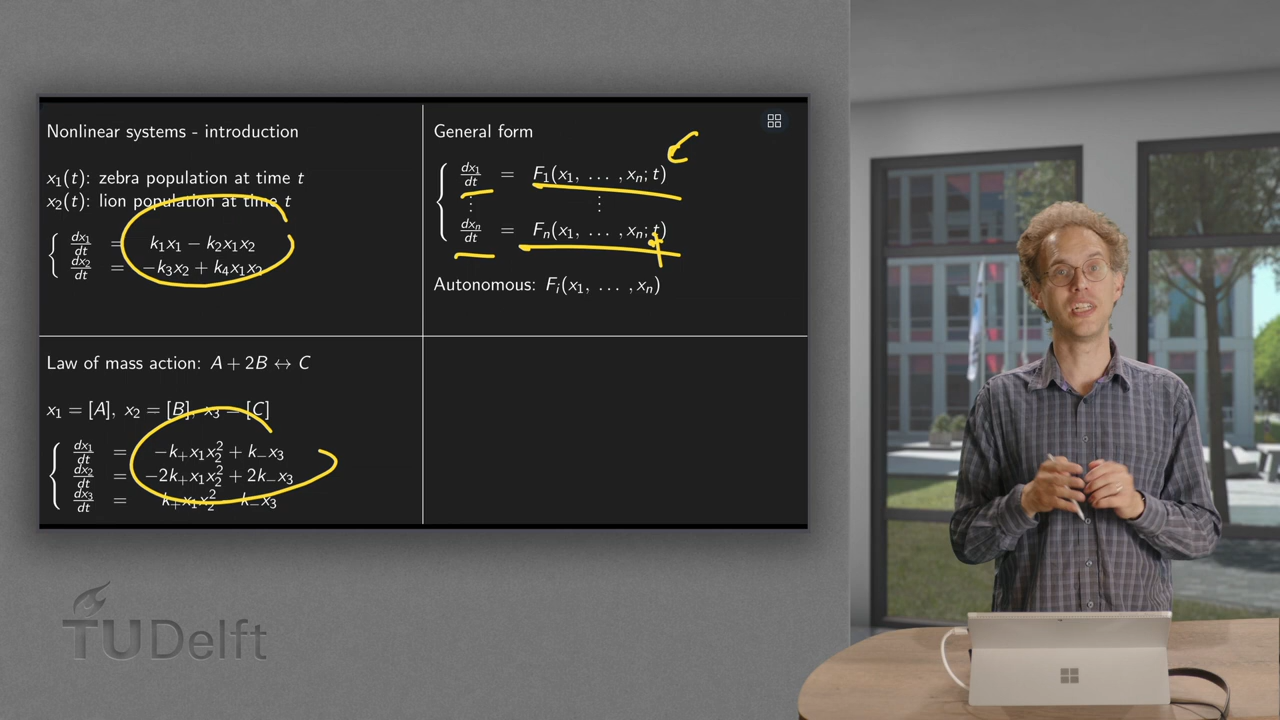 Nonlinear systems - introduction
x₁(t): zebra population at time t
x₂(t): lion population at time t
dx₁/dt = k₁x₁ − k₂x₁x₂
dx₂/dt = −k₃x₂ + k₄x₁x₂
General form
dx₁/dt = F₁(x₁, … , xₙ; t)
⋮ ⋮
dxₙ/dt = Fₙ(x₁, … , xₙ; t)
Autonomous: Fᵢ(x₁, … , xₙ)
Law of mass action: A + 2B ↔ C
x₁ = [A], x₂ = [B], x₃ = [C]
dx₁/dt = −k₊x₁x₂² + k₋x₃
dx₂/dt = −2k₊x₁x₂² + 2k₋x₃
dx₃/dt = k₊x₁x₂² − k₋x₃
TUDelft